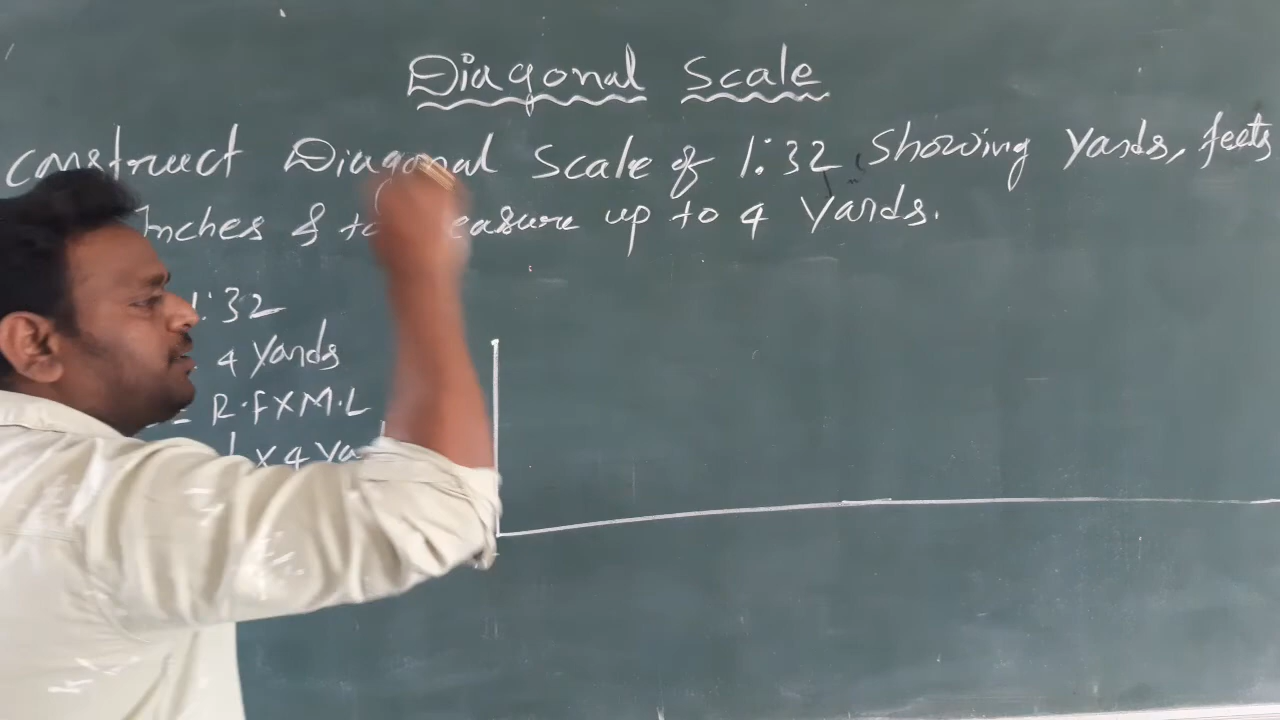 Diagonal Scale
construct Diagonal Scale of 1:32 Showing Yards, feets
Inches & to measure up to 4 Yards.
1:32
4 Yards
= R.F X M.L
x 4 Ya